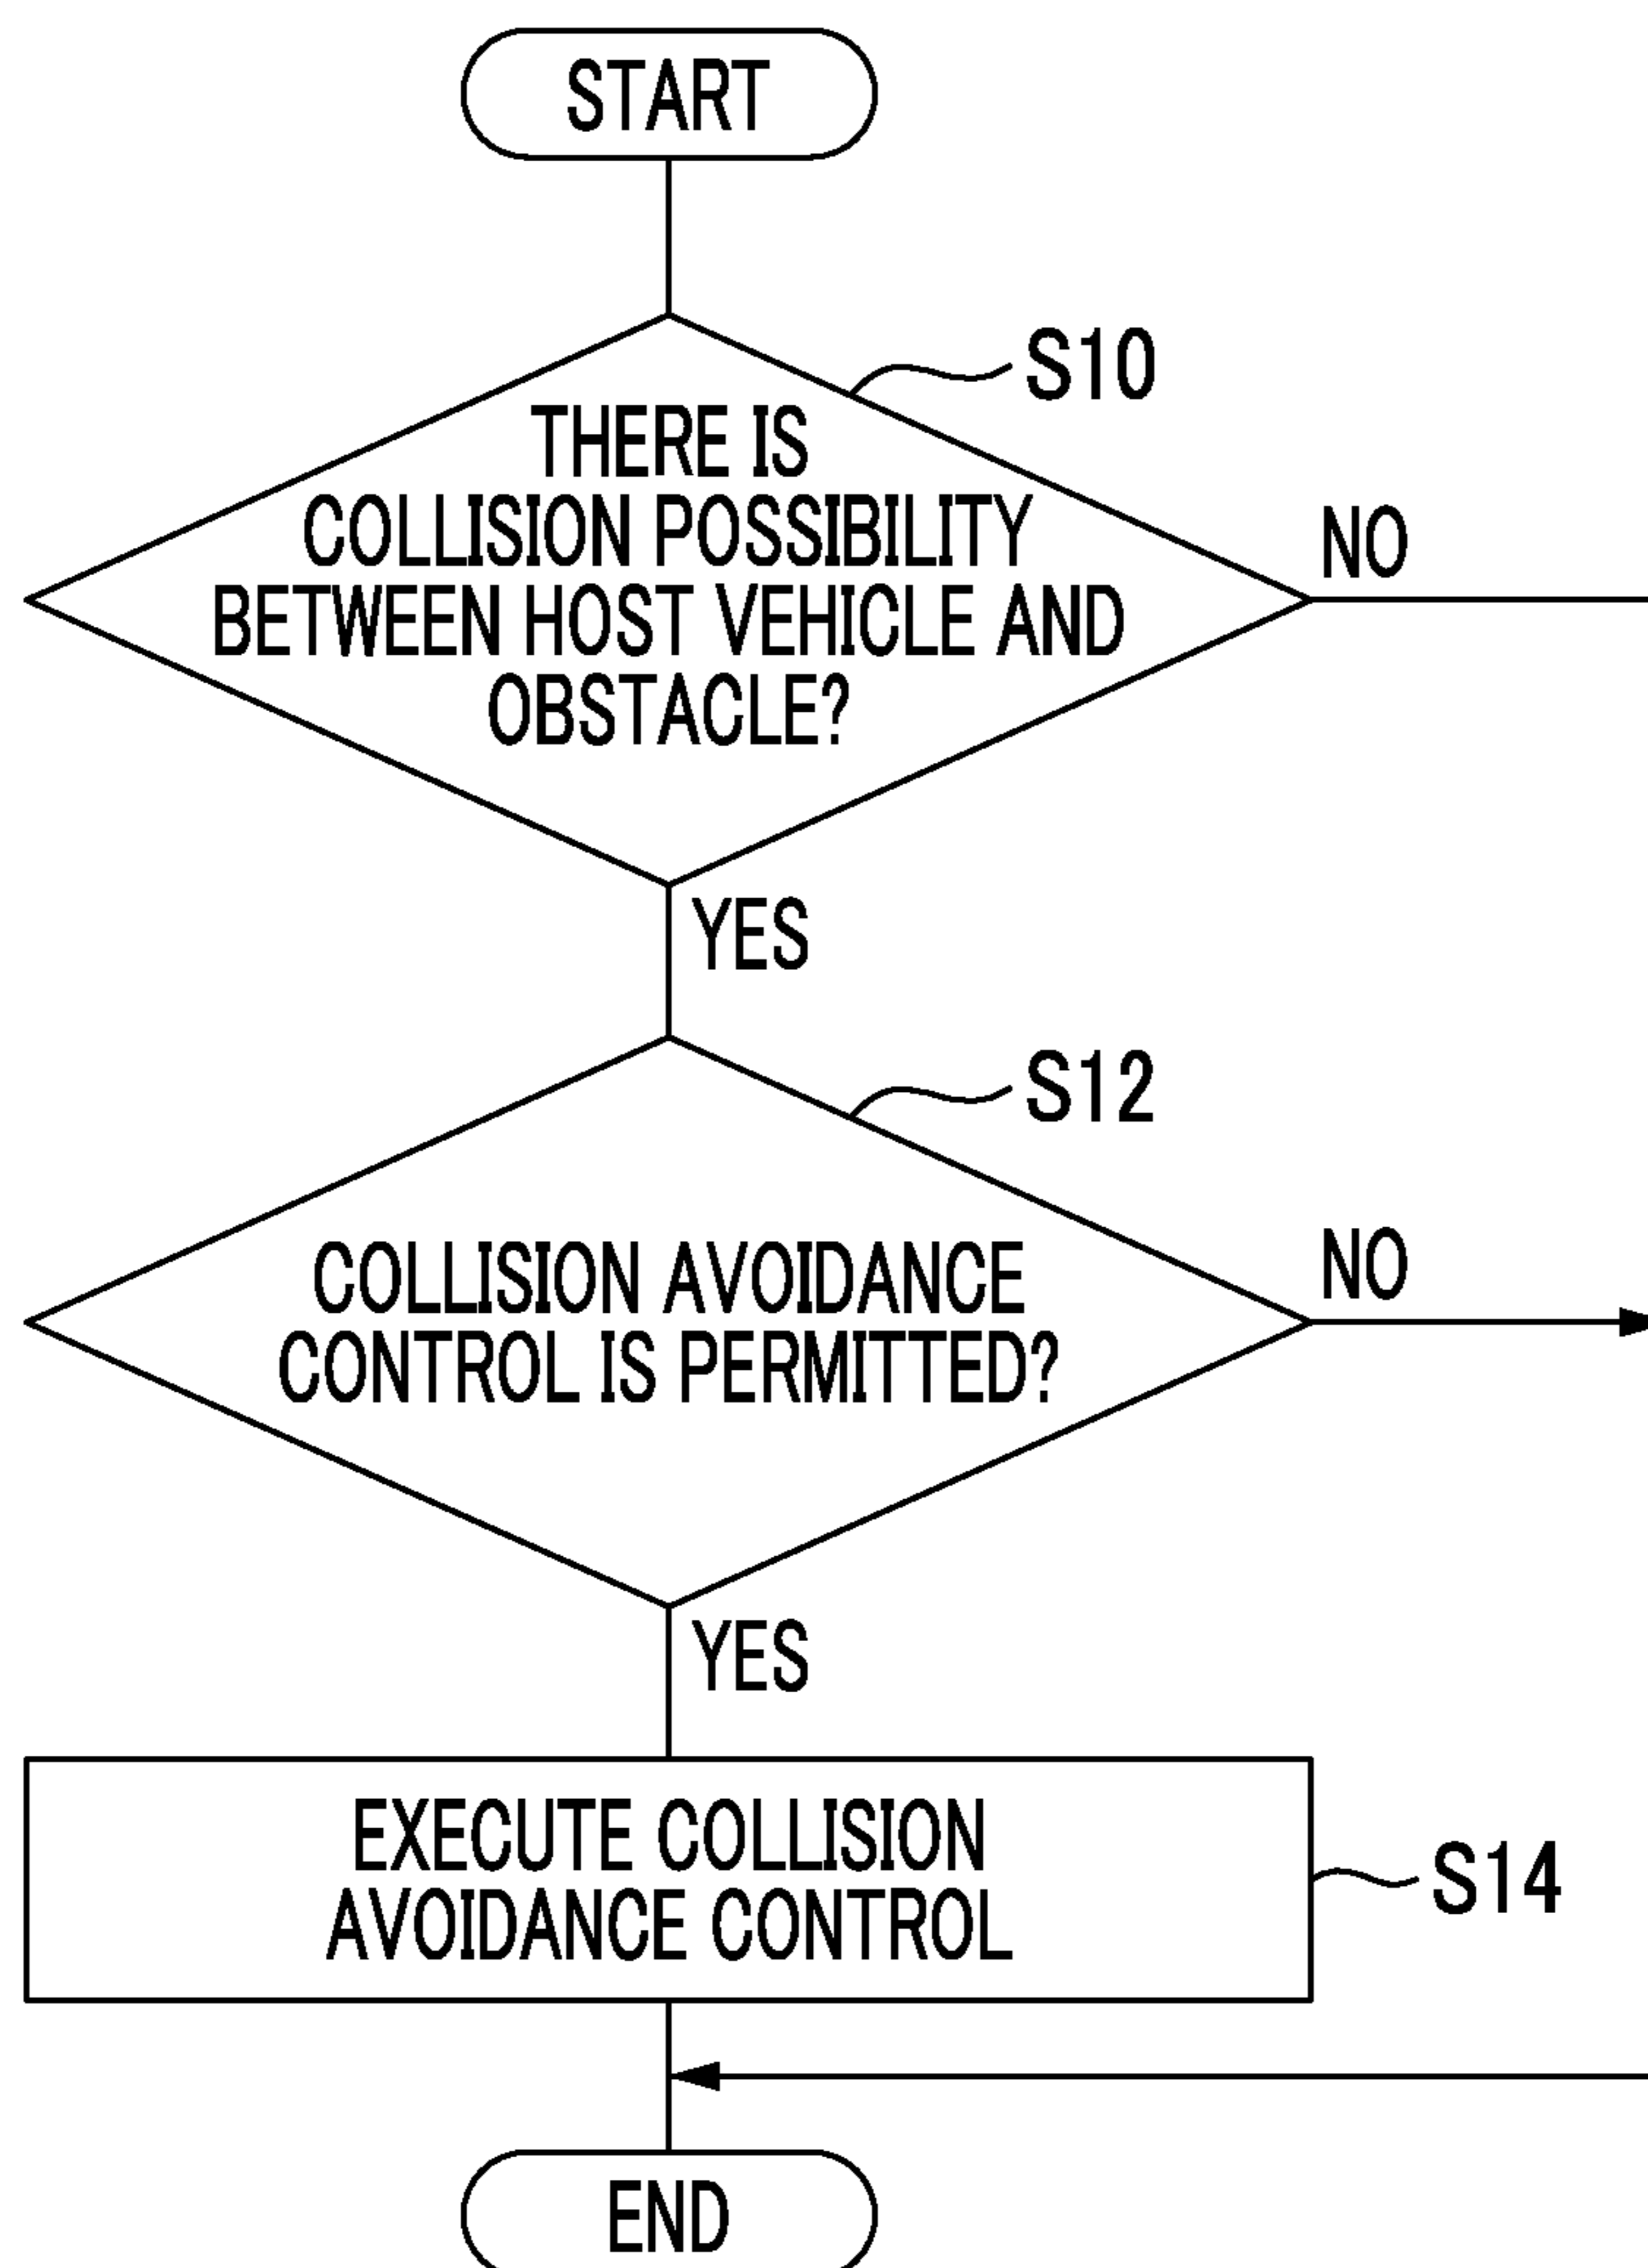 START
S10
THERE IS
COLLISION POSSIBILITY
BETWEEN HOST VEHICLE AND
OBSTACLE?
NO
YES
S12
COLLISION AVOIDANCE
CONTROL IS PERMITTED?
NO
YES
EXECUTE COLLISION
AVOIDANCE CONTROL
S14
END